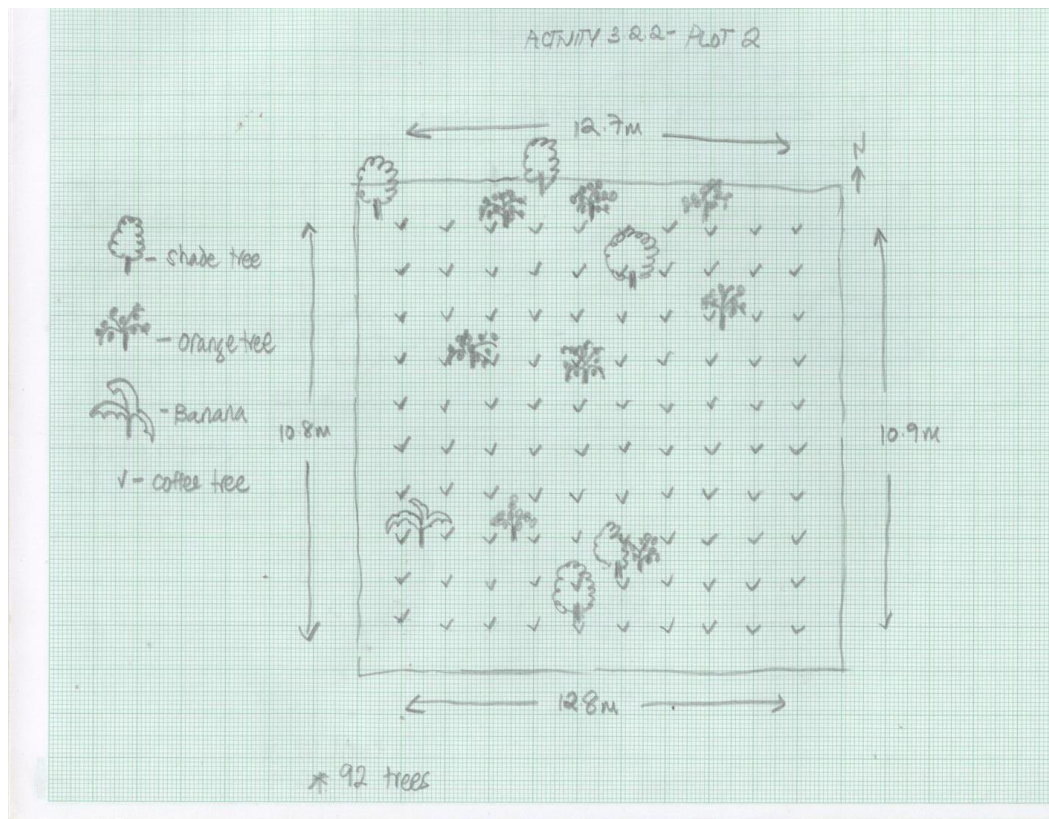 ACTIVITY 3.2.2 - PLOT 2
12.7m
N
- shade tree
- orange tree
- Banana
√ - coffee tree
10.8m
10.9m
12.8m
* 92 trees